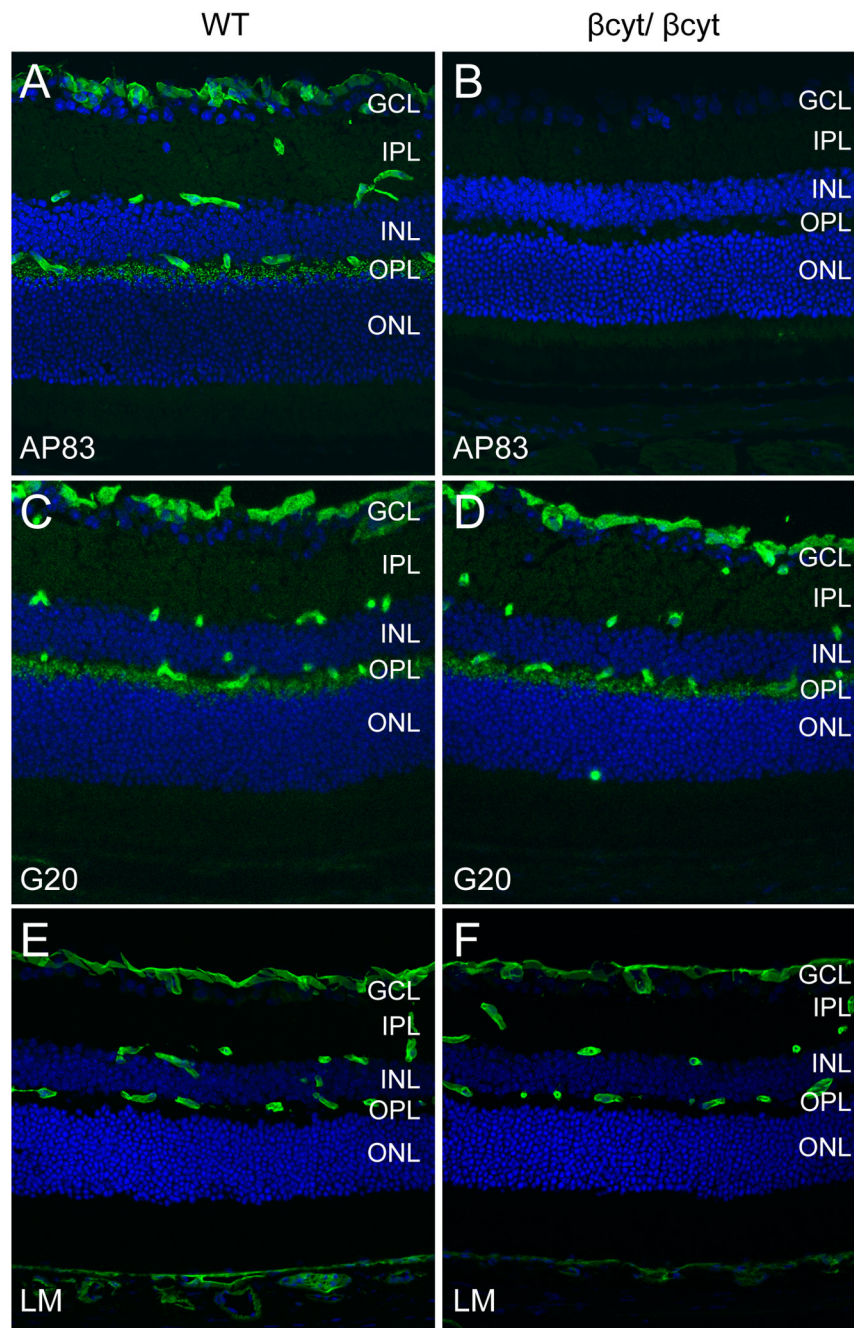 WT
βcyt/ βcyt
A
GCL
IPL
INL
OPL
ONL
AP83
B
GCL
IPL
INL
OPL
ONL
AP83
C
GCL
IPL
INL
OPL
ONL
G20
D
GCL
IPL
INL
OPL
ONL
G20
E
GCL
IPL
INL
OPL
ONL
LM
F
GCL
IPL
INL
OPL
ONL
LM